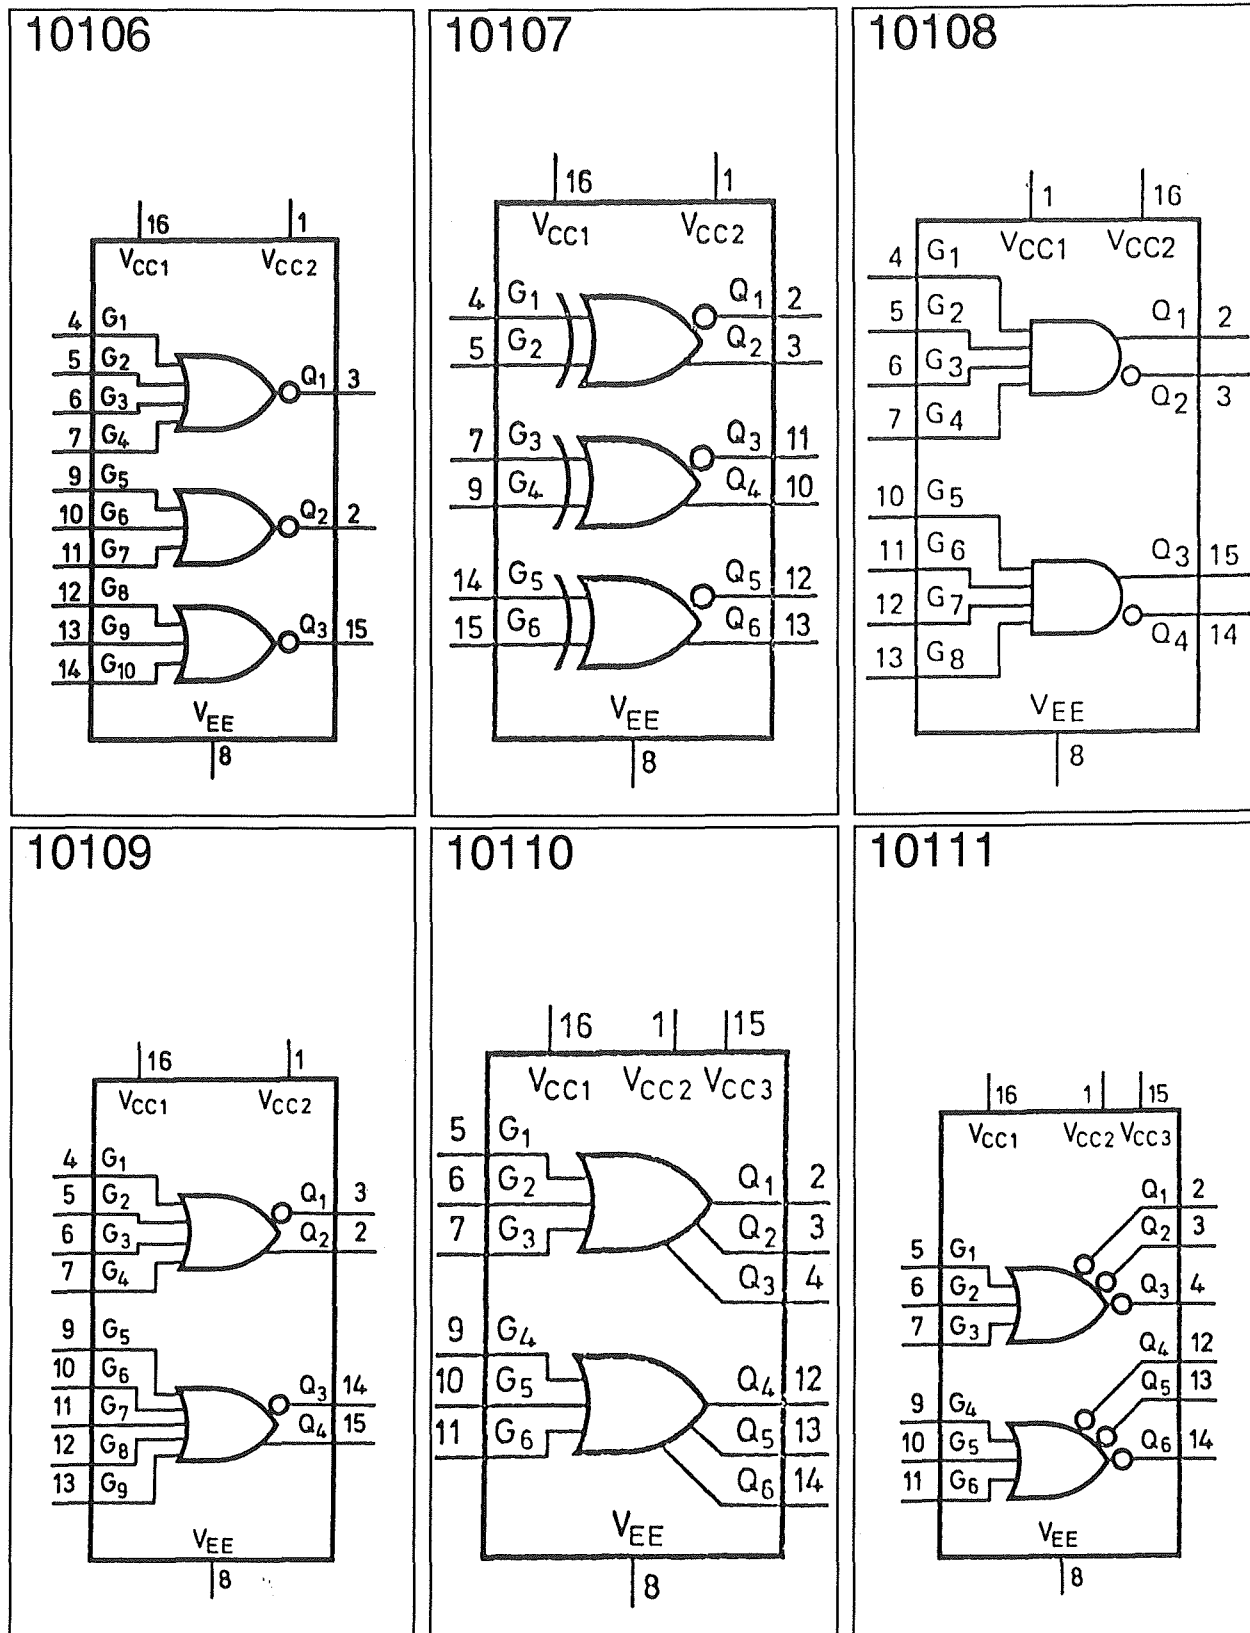 10106
16 1
VCC1 VCC2
4 G1
5 G2
6 G3
7 G4
Q1 3
9 G5
10 G6
11 G7
Q2 2
12 G8
13 G9
14 G10
Q3 15
VEE
8
10107
16 1
VCC1 VCC2
4 G1 Q1 2
5 G2 Q2 3
7 G3 Q3 11
9 G4 Q4 10
14 G5 Q5 12
15 G6 Q6 13
VEE
8
10108
1 16
VCC1 VCC2
4 G1
5 G2 Q1 2
6 G3
7 G4 Q2 3
10 G5
11 G6 Q3 15
12 G7
13 G8 Q4 14
VEE
8
10109
16 1
VCC1 VCC2
4 G1
5 G2 Q1 3
6 G3 Q2 2
7 G4
9 G5
10 G6
11 G7 Q3 14
12 G8 Q4 15
13 G9
VEE
8
10110
16 1 15
VCC1 VCC2 VCC3
5 G1
6 G2 Q1 2
7 G3 Q2 3
Q3 4
9 G4
10 G5 Q4 12
11 G6 Q5 13
Q6 14
VEE
8
10111
16 1 15
VCC1 VCC2 VCC3
Q1 2
Q2 3
5 G1
6 G2 Q3 4
7 G3
Q4 12
Q5 13
9 G4
10 G5 Q6 14
11 G6
VEE
8